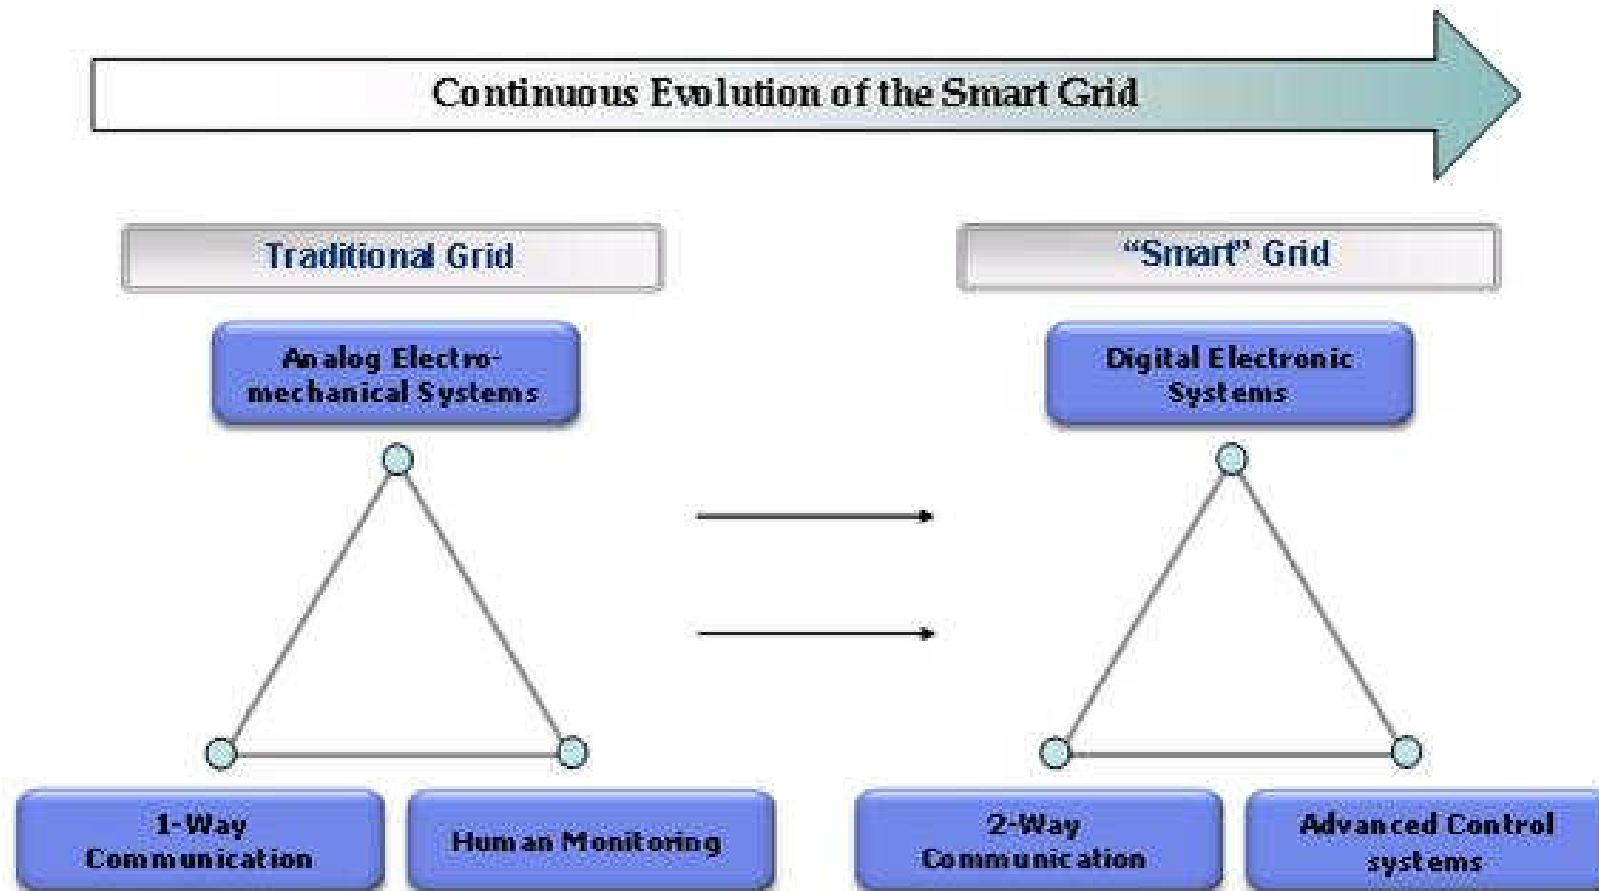 Continuous Evolution of the Smart Grid
Traditional Grid
“Smart” Grid
Analog Electro-
mechanical Systems
Digital Electronic
Systems
1-Way
Communication
Human Monitoring
2-Way
Communication
Advanced Control
systems